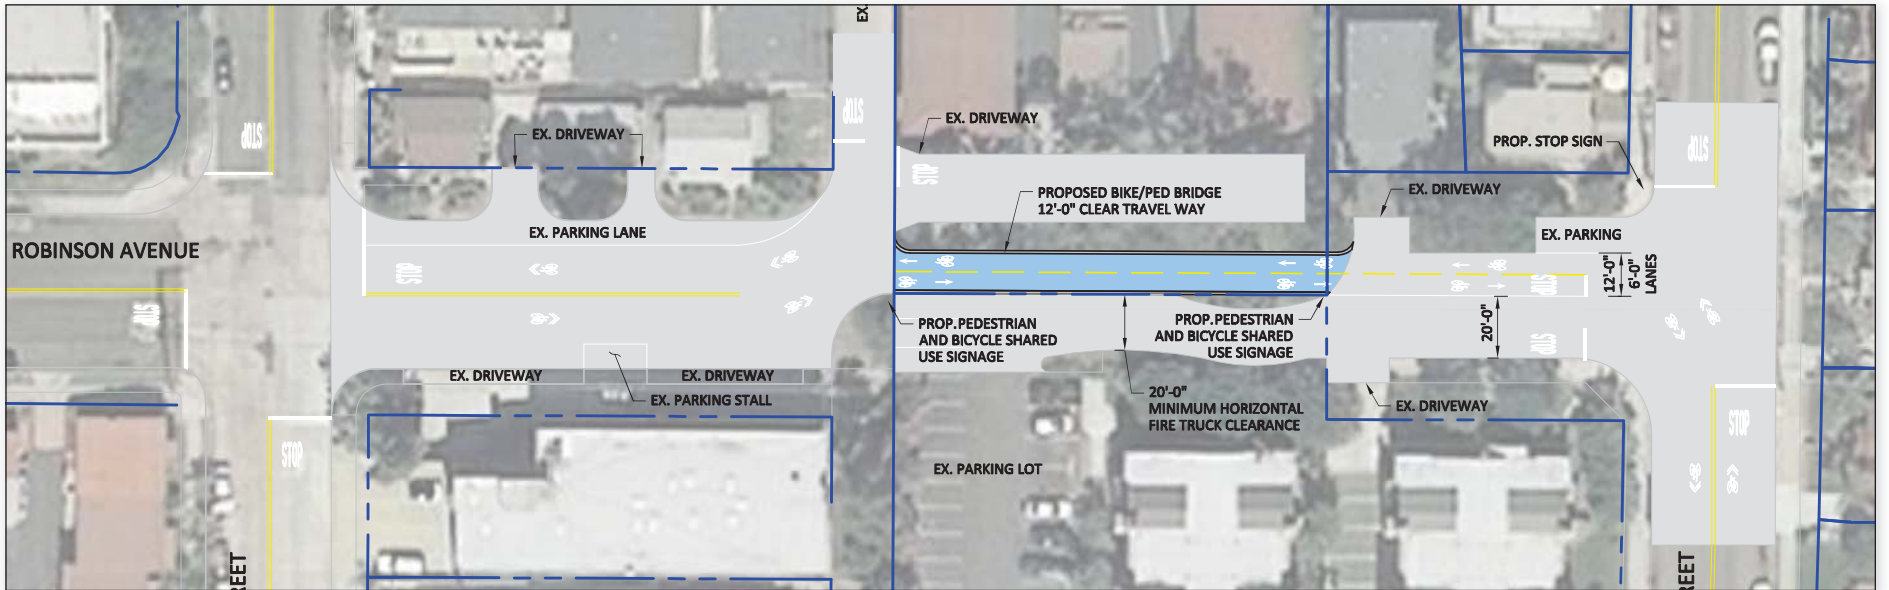 EX.
STOP
STOP
EX. DRIVEWAY
EX. DRIVEWAY
STOP
STOP
PROP. STOP SIGN
STOP
PROPOSED BIKE/PED BRIDGE
12'-0" CLEAR TRAVEL WAY
EX. DRIVEWAY
ROBINSON AVENUE
EX. PARKING LANE
EX. PARKING
STOP
12'-0"
6'-0"
LANES
STOP
STOP
PROP. PEDESTRIAN
AND BICYCLE SHARED
USE SIGNAGE
PROP. PEDESTRIAN
AND BICYCLE SHARED
USE SIGNAGE
20'-0"
STOP
EX. DRIVEWAY
EX. DRIVEWAY
EX. PARKING STALL
20'-0"
MINIMUM HORIZONTAL
FIRE TRUCK CLEARANCE
EX. DRIVEWAY
STOP
STOP
EX. PARKING LOT
REET
REET